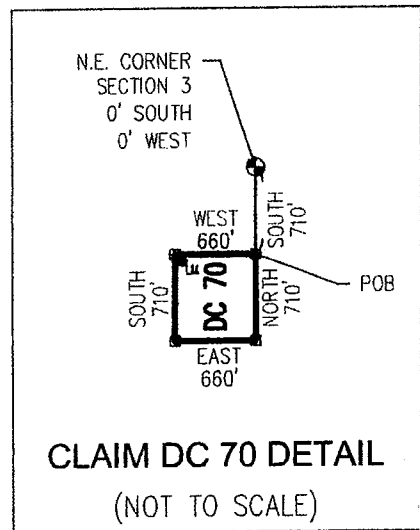 N.E. CORNER
SECTION 3
0' SOUTH
0' WEST
SOUTH
710'
WEST
660'
POB
SOUTH
710'
DC 70
NORTH
710'
EAST
660'
CLAIM DC 70 DETAIL
(NOT TO SCALE)